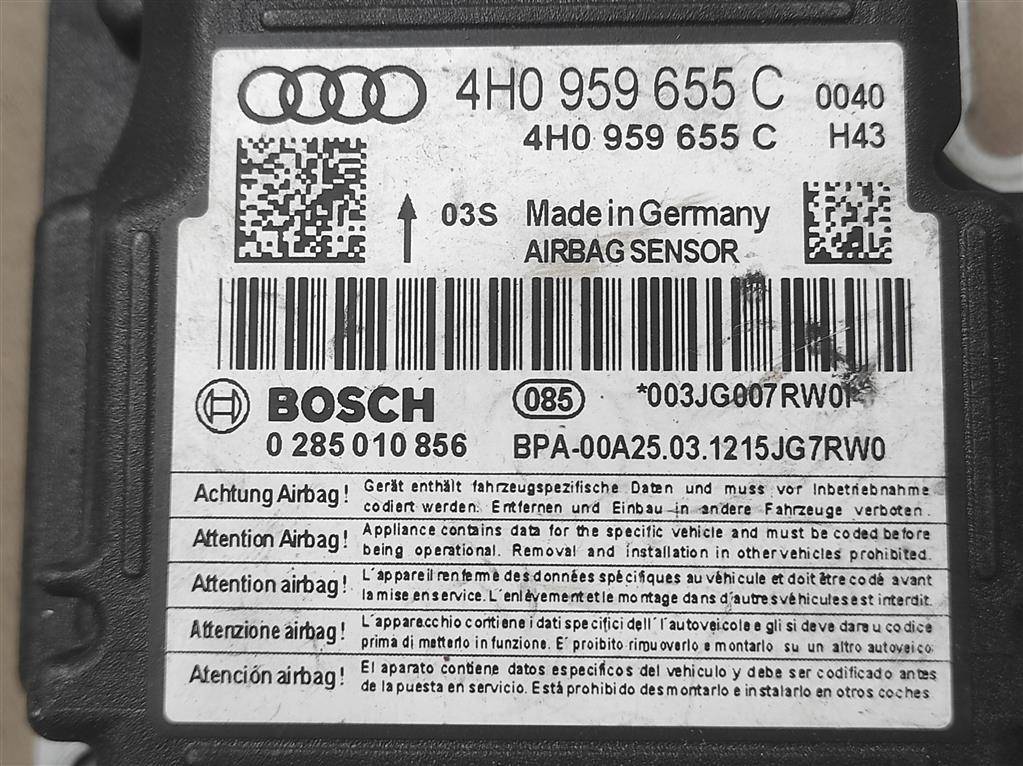 4H0 959 655 C 0040
4H0 959 655 C H43
03S Made in Germany
AIRBAG SENSOR
BOSCH 085
0 285 010 856 BPA-00A25.03.1215JG7RW0
Achtung Airbag! Gerät enthält fahrzeugspezifische Daten und muss vor Inbetriebnahme
codiert werden. Entfernen und Einbau in andere Fahrzeuge verboten.
Attention Airbag! Appliance contains data for the specific vehicle and must be coded before
being operational. Removal and installation in other vehicles prohibited.
Attention airbag! L'appareil renferme des données spécifiques au véhicule et doit être codé avant
la mise en service. L'enlèvement et le montage dans d'autres véhicules est interdit.
Attenzione airbag! L'apparecchio contiene i dati specifici dell'l'autoveicolo e gli si deve dare u codice
prima di metterlo in funzione. E' proibito rimuoverlo e montarlo su un altro autoveico
Atención airbag! El aparato contiene datos especificos del vehiculo y debe ser codificado antes
de la puesta en servicio. Está prohibido desmontarlo e instalarlo en otros coches